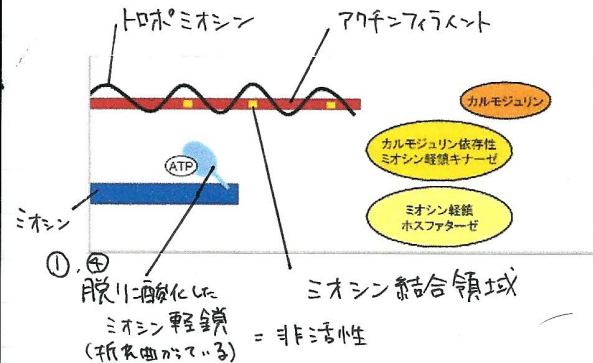 トロポミオシン
アクチンフィラメント
カルモジュリン
カルモジュリン依存性
ミオシン軽鎖キナーゼ
ATP
ミオシン軽鎖
ホスファターゼ
ミオシン
①,④
脱リン酸化した
ミオシン軽鎖
(折れ曲がっている)
= 非活性
ミオシン結合領域